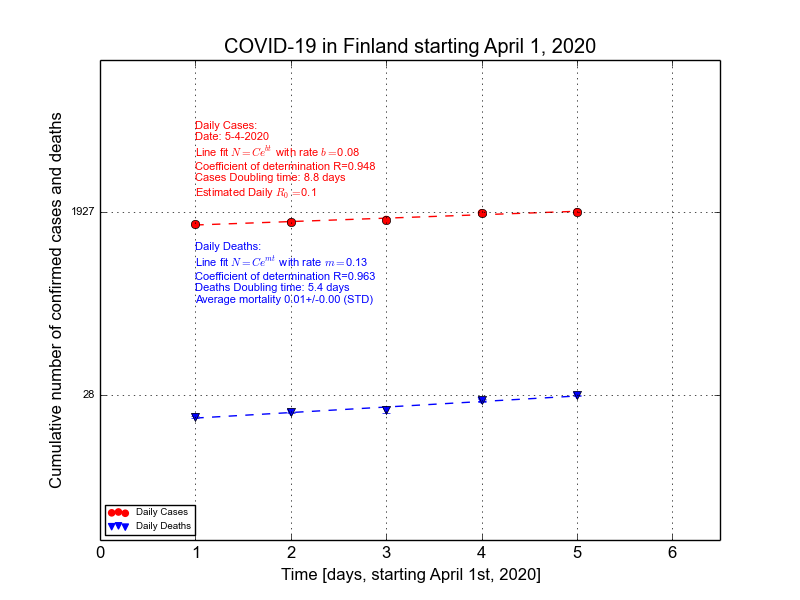 COVID-19 in Finland starting April 1, 2020
Cumulative number of confirmed cases and deaths
Daily Cases:
Date: 5-4-2020
Line fit N = Ce^{bt} with rate b =0.08
Coefficient of determination R=0.948
Cases Doubling time: 8.8 days
Estimated Daily R_0 =0.1
1927
Daily Deaths:
Line fit N = Ce^{mt} with rate m =0.13
Coefficient of determination R=0.963
Deaths Doubling time: 5.4 days
Average mortality 0.01+/-0.00 (STD)
28
Daily Cases
Daily Deaths
0 1 2 3 4 5 6
Time [days, starting April 1st, 2020]